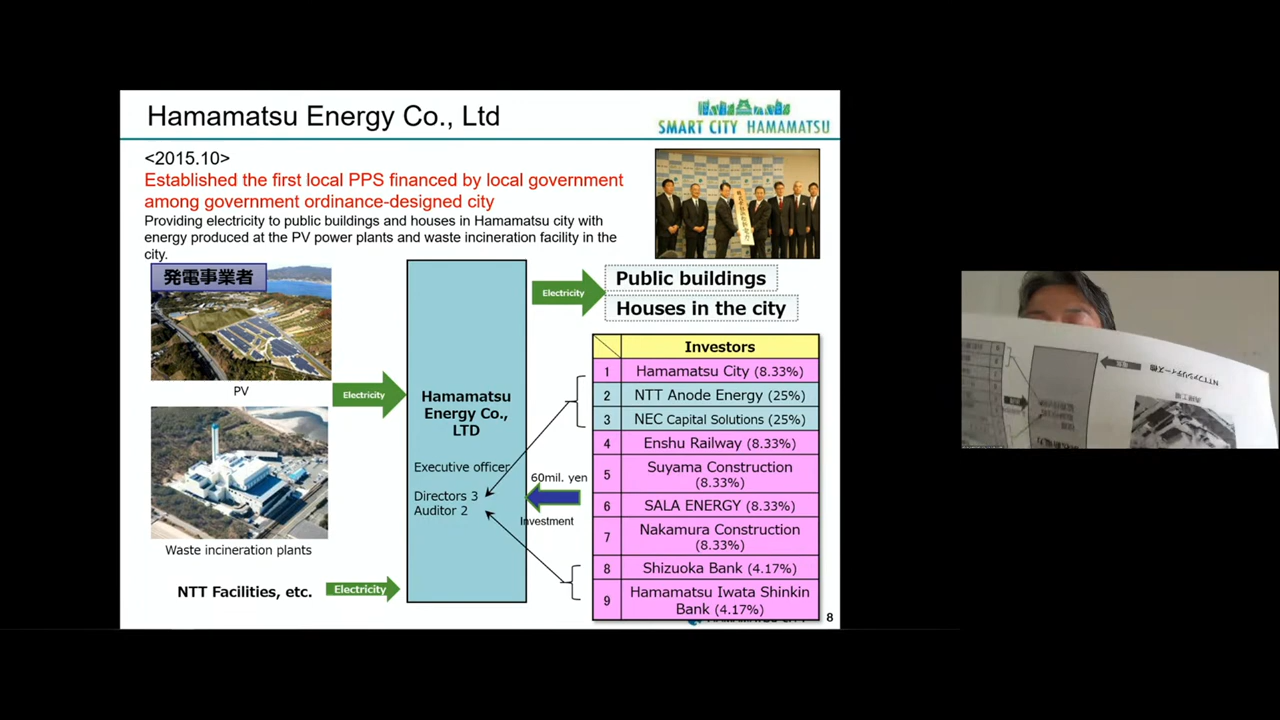 Hamamatsu Energy Co., Ltd
SMART CITY HAMAMATSU
<2015.10>
Established the first local PPS financed by local government
among government ordinance-designed city
Providing electricity to public buildings and houses in Hamamatsu city with
energy produced at the PV power plants and waste incineration facility in the
city.
発電事業者
PV
Waste incineration plants
NTT Facilities, etc.
Electricity
Electricity
Hamamatsu
Energy Co.,
LTD
Executive officer
Directors 3
Auditor 2
Electricity
Public buildings
Houses in the city
60mil. yen
Investment
Investors
1 Hamamatsu City (8.33%)
2 NTT Anode Energy (25%)
3 NEC Capital Solutions (25%)
4 Enshu Railway (8.33%)
5 Suyama Construction
(8.33%)
6 SALA ENERGY (8.33%)
7 Nakamura Construction
(8.33%)
8 Shizuoka Bank (4.17%)
9 Hamamatsu Iwata Shinkin
Bank (4.17%)
8